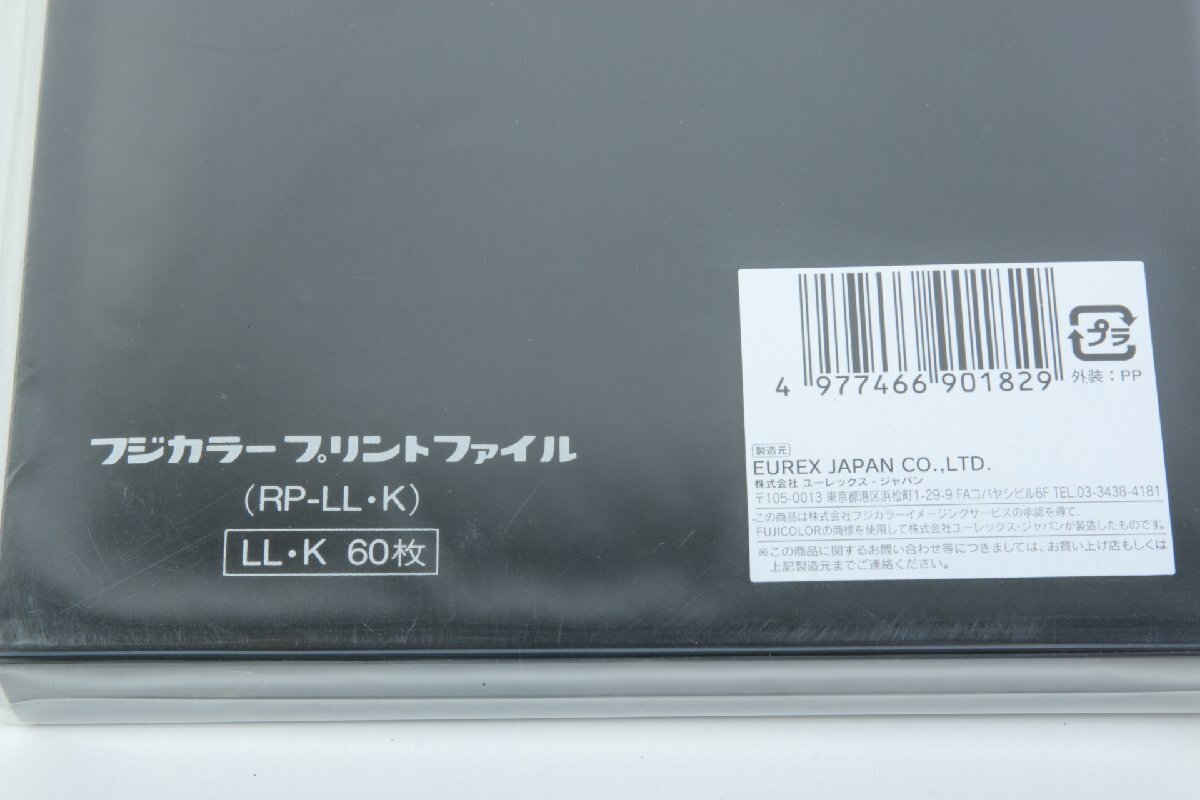 フジカラープリントファイル
(RP-LL・K)
LL・K 60枚
4 977466 901829
プラ
外装：PP
製造元
EUREX JAPAN CO.,LTD.
株式会社 ユーレックス・ジャパン
〒105-0013 東京都港区浜松町1-29-9 FAコバヤシビル6F TEL.03-3438-4181
この商品は株式会社フジカラーイメージングサービスの承認を得て、
FUJICOLORの商標を使用して株式会社ユーレックス・ジャパンが製造したものです。
※この商品に関するお問い合わせ等につきましては、お買い上げ店もしくは
上記製造元までご連絡ください。